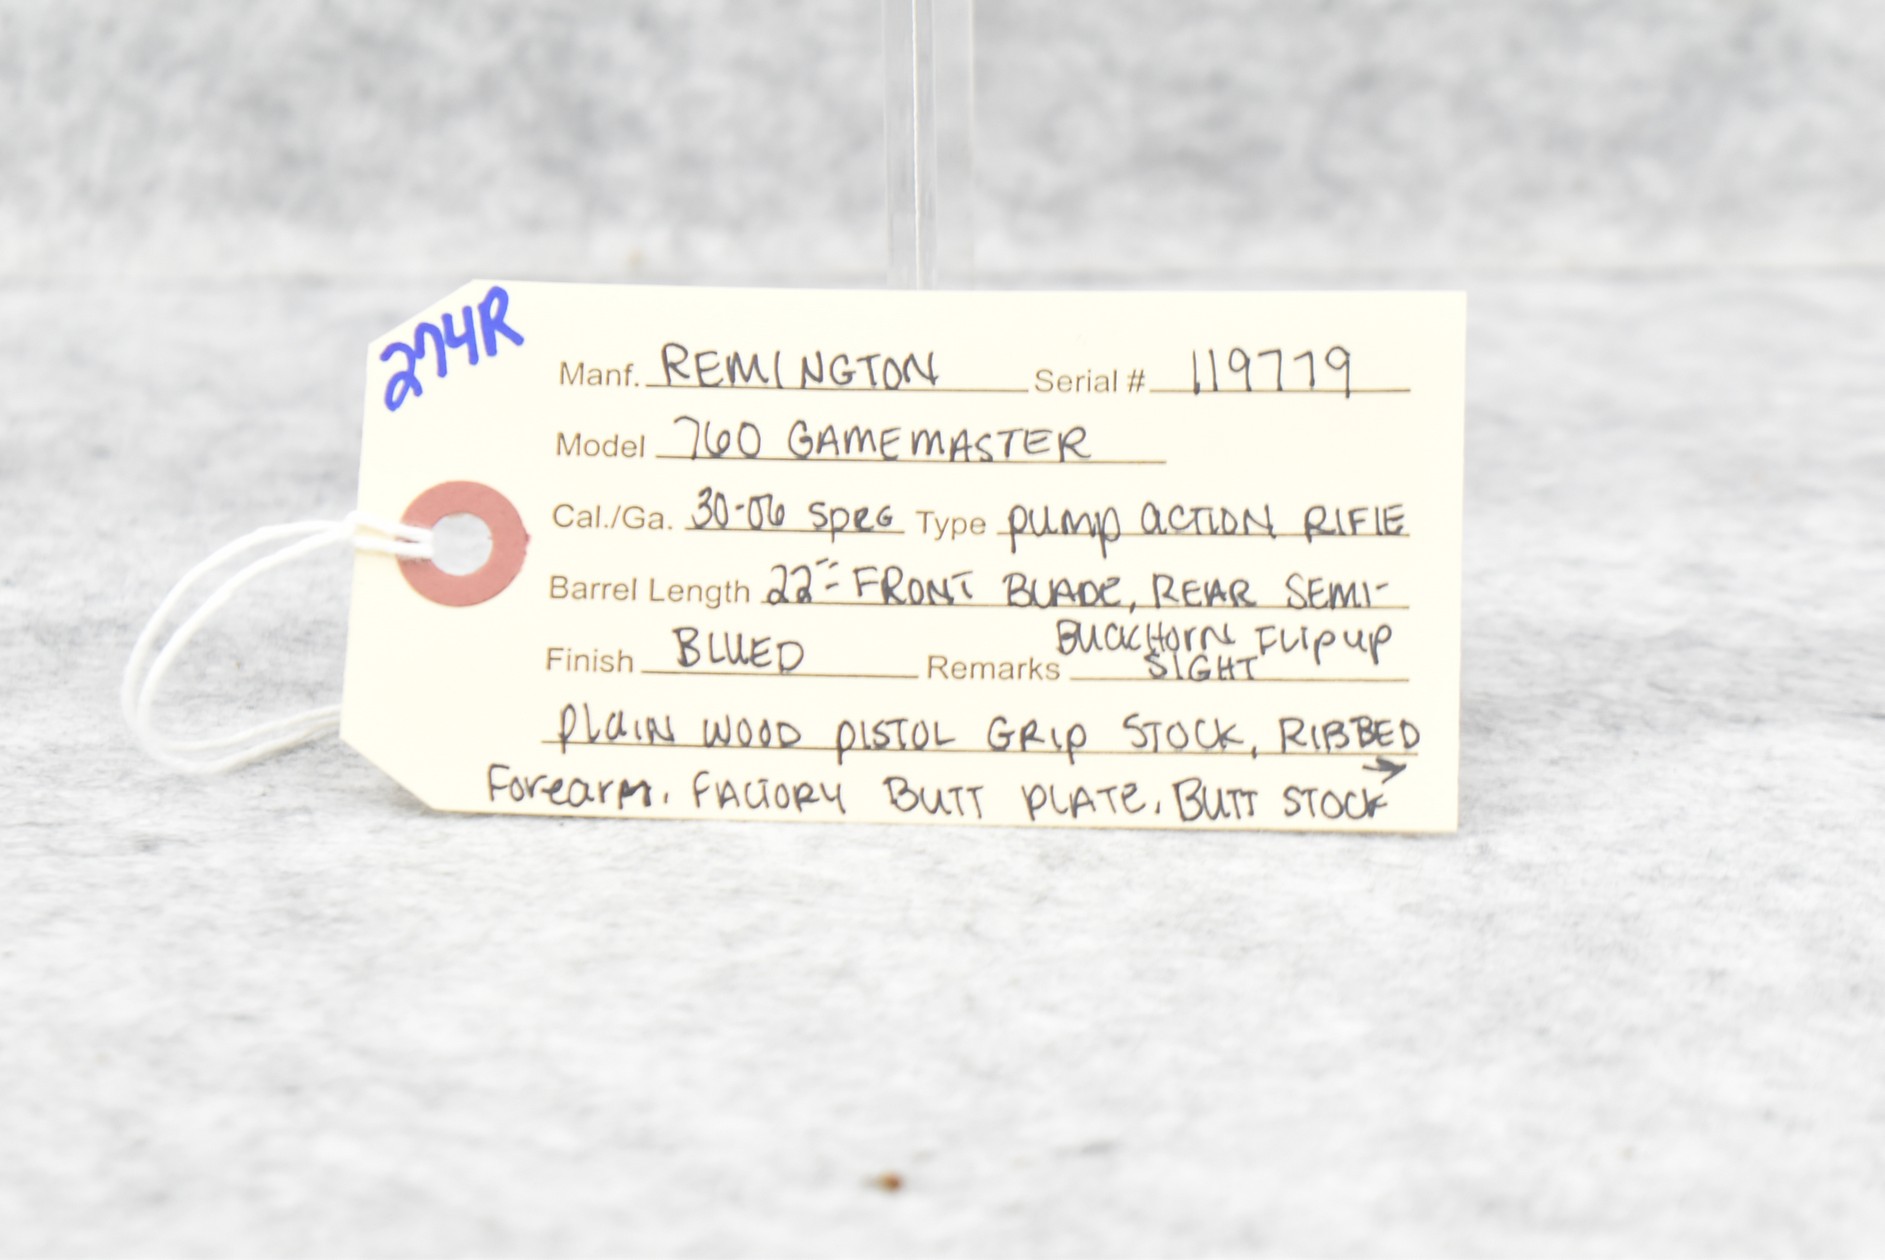 274R
Manf. REMINGTON Serial # 119779
Model 760 GAMEMASTER
Cal./Ga. 30-06 SPRG Type PUMP ACTION RIFLE
Barrel Length 22"- FRONT BLADE, REAR SEMI-
BUCKHORN FLIP UP
Finish BLUED Remarks SIGHT
PLAIN WOOD PISTOL GRIP STOCK, RIBBED
Forearm. FACTORY BUTT PLATE. BUTT STOCK →